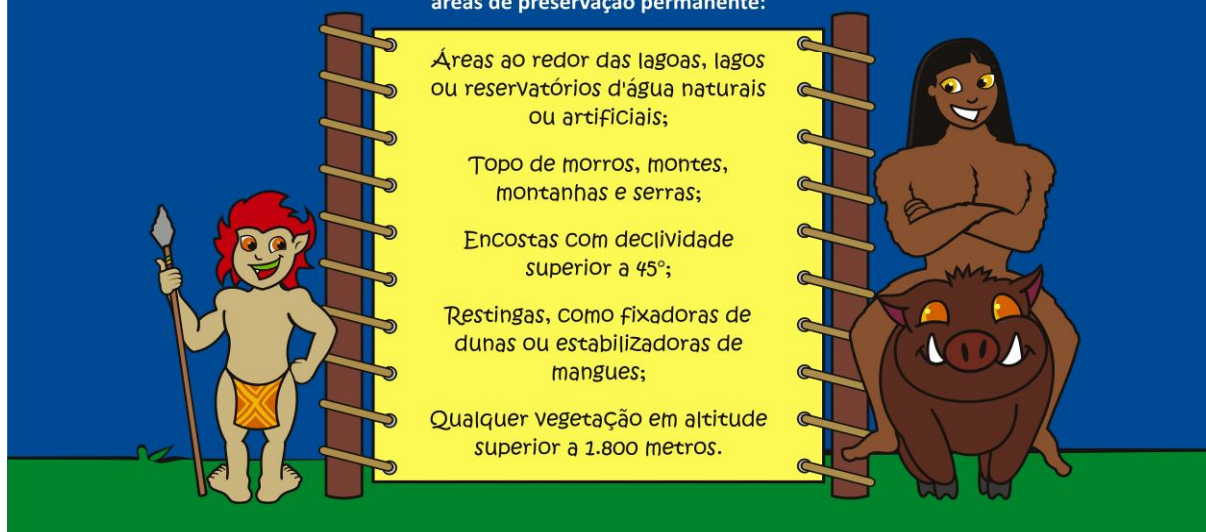 áreas de preservação permanente:
Áreas ao redor das lagoas, lagos
ou reservatórios d'água naturais
ou artificiais;
Topo de morros, montes,
montanhas e serras;
Encostas com declividade
superior a 45°;
Restingas, como fixadoras de
dunas ou estabilizadoras de
mangues;
Qualquer vegetação em altitude
superior a 1.800 metros.